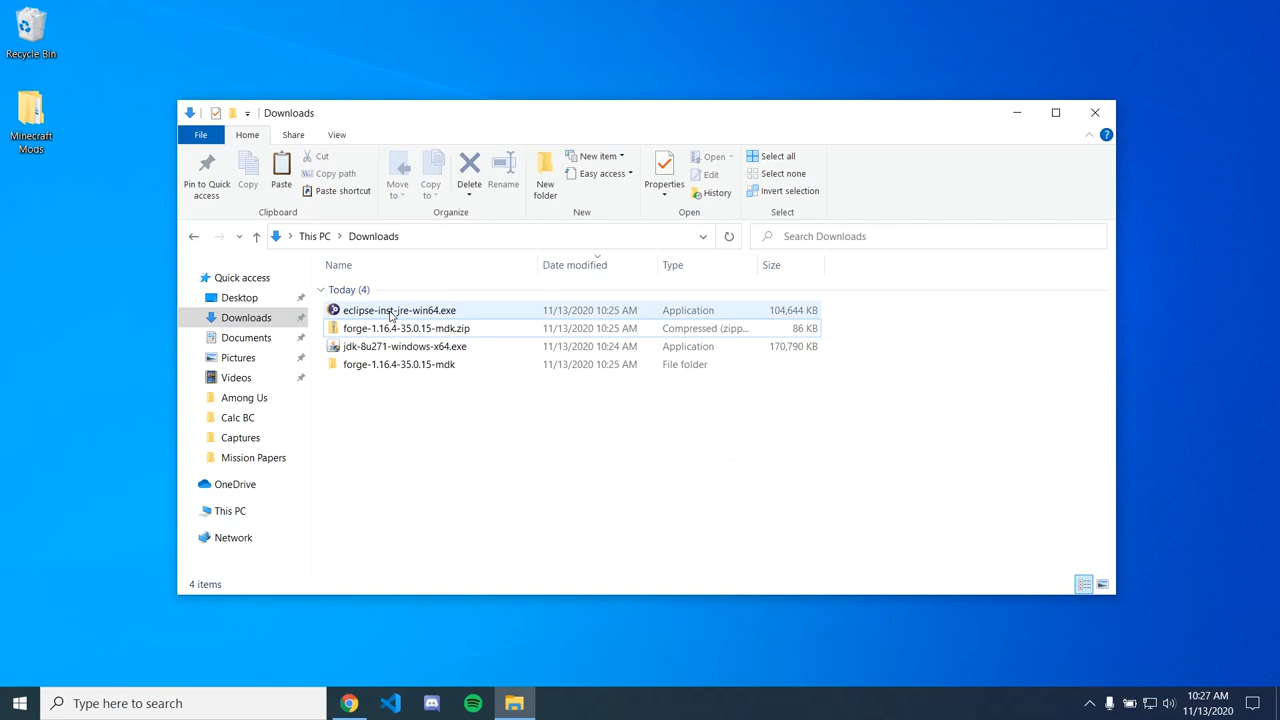 Recycle Bin
Minecraft
Mods
Downloads
File
Home
Share
View
Pin to Quick
access
Copy
Paste
Cut
Copy path
Paste shortcut
Clipboard
Move
to
Copy
to
Delete
Rename
Organize
New
folder
New item
Easy access
New
Properties
Open
Edit
History
Open
Select all
Select none
Invert selection
Select
This PC
Downloads
Search Downloads
Quick access
Desktop
Downloads
Documents
Pictures
Videos
Among Us
Calc BC
Captures
Mission Papers
OneDrive
This PC
Network
Name Date modified Type Size
Today (4)
eclipse-inst-jre-win64.exe 11/13/2020 10:25 AM Application 104,644 KB
forge-1.16.4-35.0.15-mdk.zip 11/13/2020 10:25 AM Compressed (zipp... 86 KB
jdk-8u271-windows-x64.exe 11/13/2020 10:24 AM Application 170,790 KB
forge-1.16.4-35.0.15-mdk 11/13/2020 10:25 AM File folder
4 items
Type here to search
10:27 AM
11/13/2020